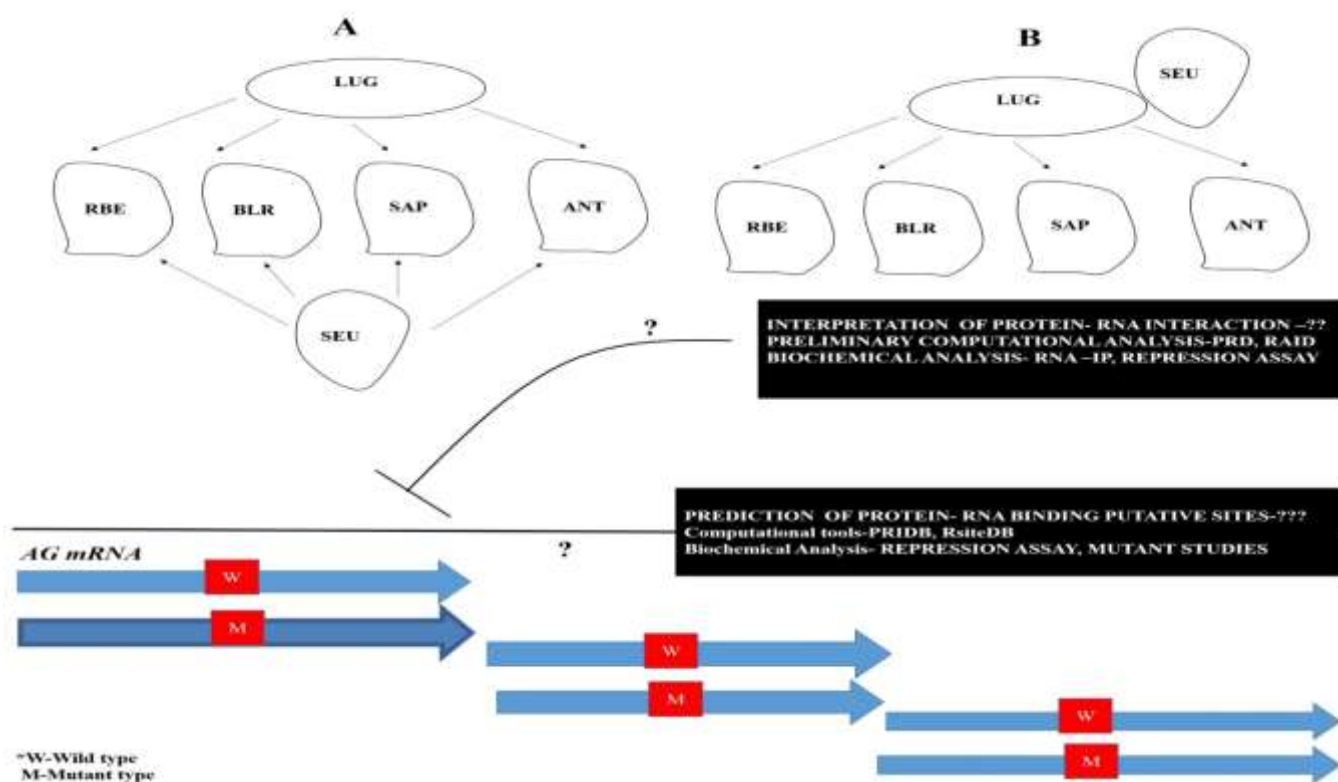 A
B
LUG
SEU
LUG
RBE
BLR
SAP
ANT
RBE
BLR
SAP
ANT
SEU
?
INTERPRETATION OF PROTEIN- RNA INTERACTION –??
PRELIMINARY COMPUTATIONAL ANALYSIS-PRD, RAID
BIOCHEMICAL ANALYSIS- RNA –IP, REPRESSION ASSAY
PREDICTION OF PROTEIN- RNA BINDING PUTATIVE SITES-???
Computational tools-PRIDB, RsiteDB
Biochemical Analysis- REPRESSION ASSAY, MUTANT STUDIES
?
AG mRNA
W
M
W
M
W
M
*W-Wild type
M-Mutant type